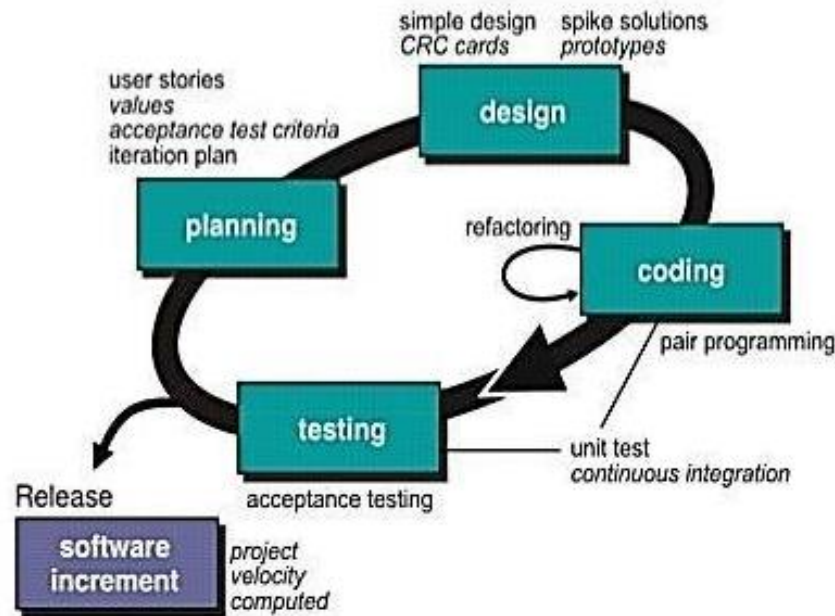 simple design
CRC cards
spike solutions
prototypes
user stories
values
acceptance test criteria
iteration plan
design
planning
refactoring
coding
pair programming
testing
unit test
continuous integration
acceptance testing
Release
software
increment
project
velocity
computed